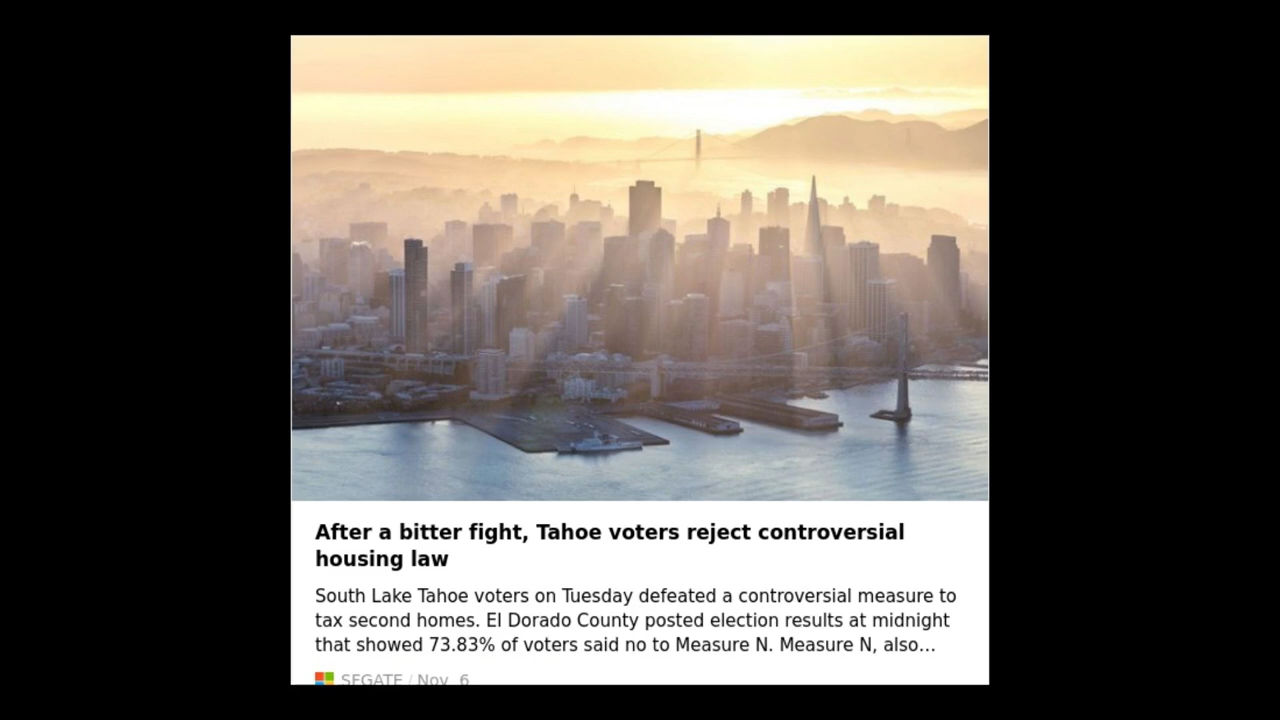 After a bitter fight, Tahoe voters reject controversial
housing law
South Lake Tahoe voters on Tuesday defeated a controversial measure to
tax second homes. El Dorado County posted election results at midnight
that showed 73.83% of voters said no to Measure N. Measure N, also...
SFGATE / Nov 6